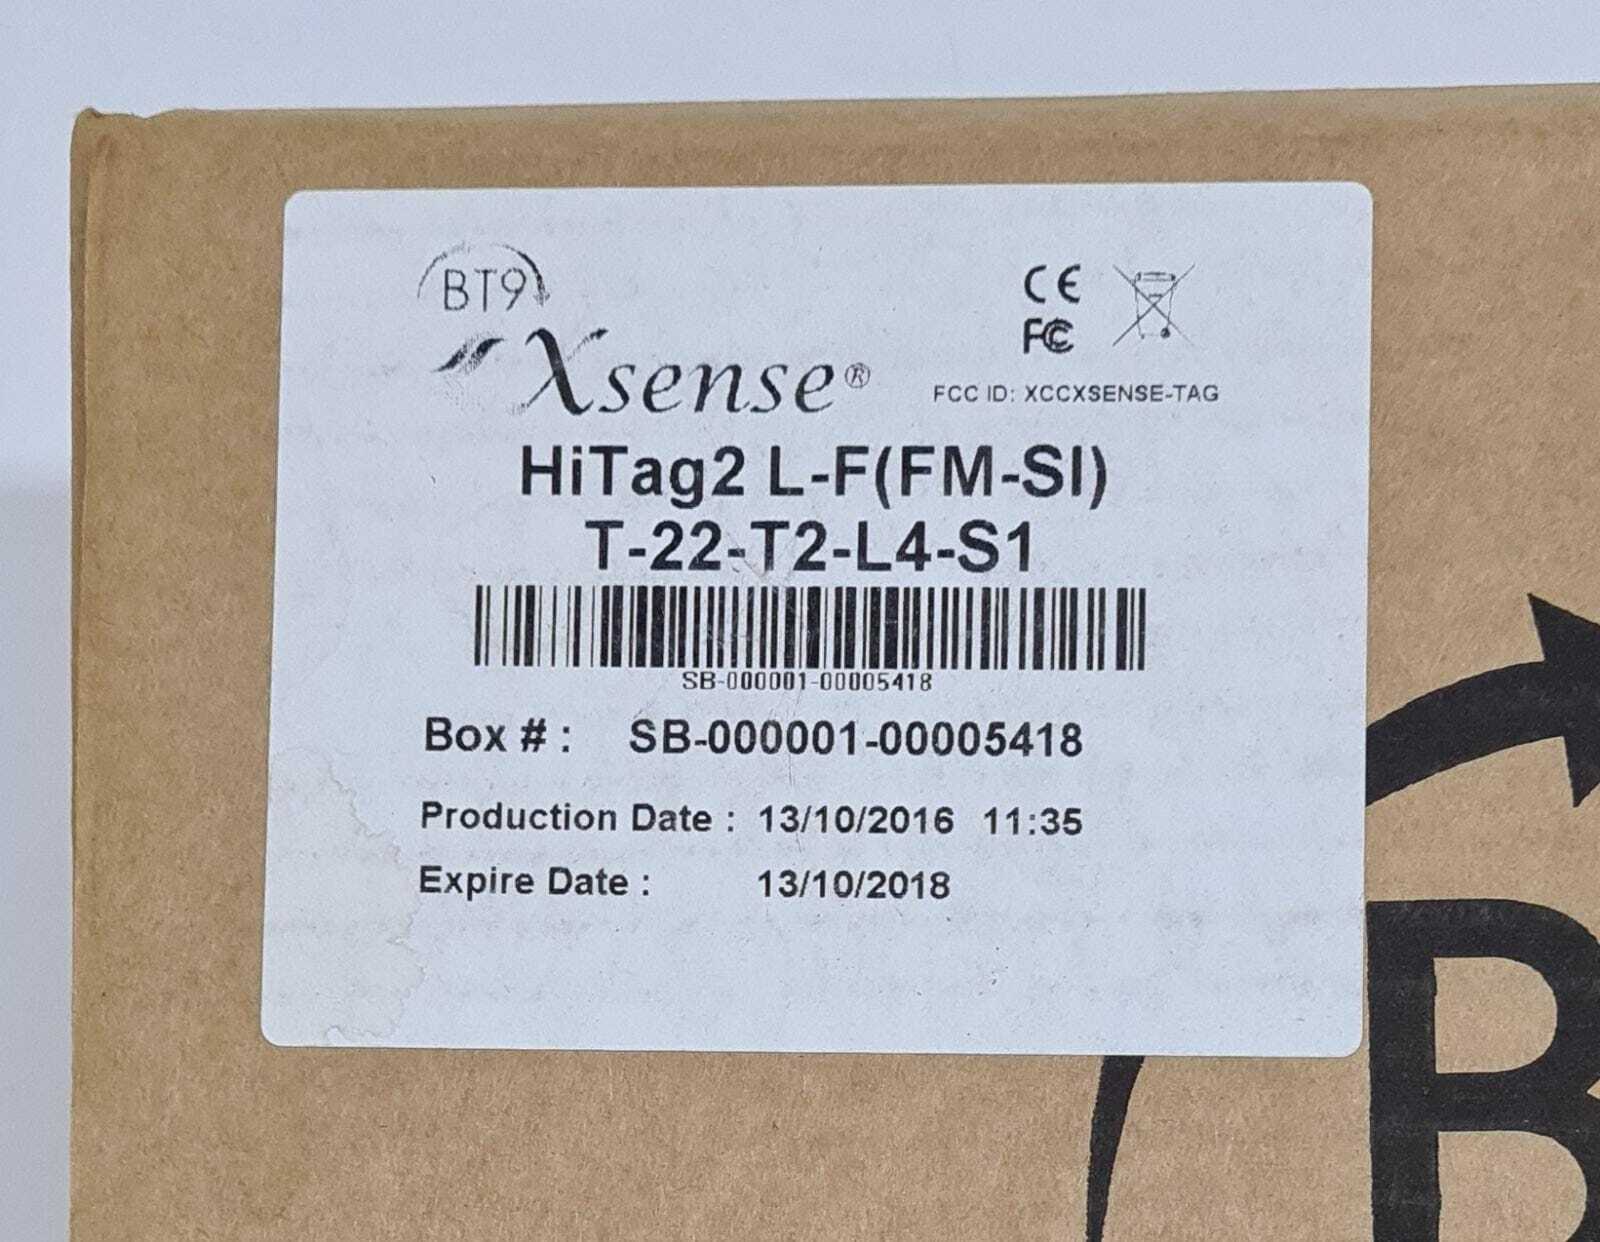 BT9
Xsense®
CE
FC
FCC ID: XCCXSENSE-TAG
HiTag2 L-F(FM-SI)
T-22-T2-L4-S1
SB-000001-00005418
Box # : SB-000001-00005418
Production Date : 13/10/2016 11:35
Expire Date : 13/10/2018
B